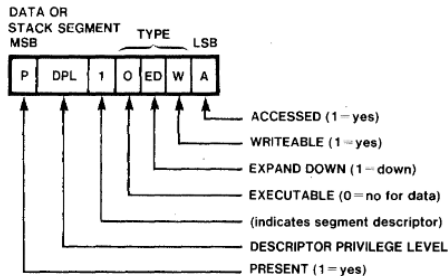 DATA OR
STACK SEGMENT
MSB TYPE LSB
P DPL 1 0 ED W A
ACCESSED (1=yes)
WRITEABLE (1=yes)
EXPAND DOWN (1=down)
EXECUTABLE (0=no for data)
(indicates segment descriptor)
DESCRIPTOR PRIVILEGE LEVEL
PRESENT (1=yes)